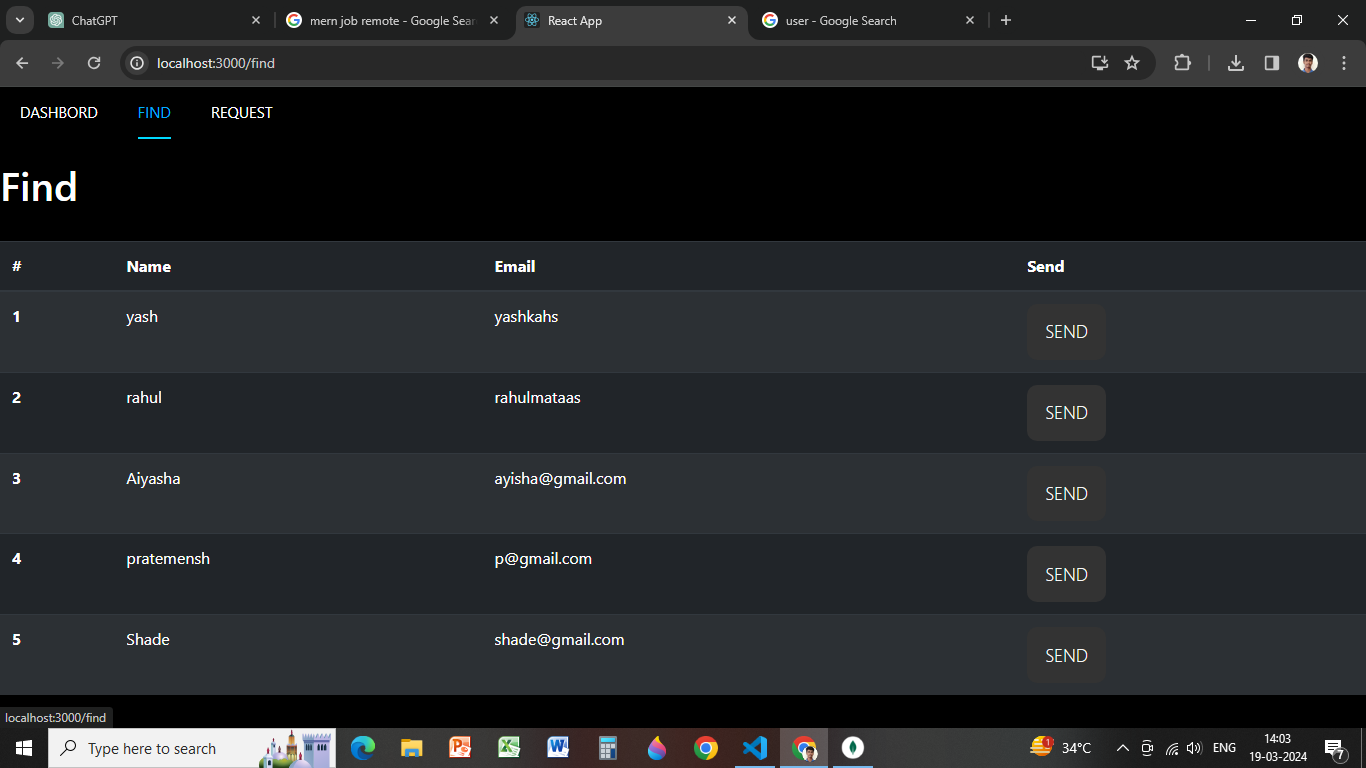 ChatGPT
mern job remote - Google Sear
React App
user - Google Search
localhost:3000/find
DASHBORD FIND REQUEST
Find
# Name Email Send
1 yash yashkahs SEND
2 rahul rahulmataas SEND
3 Aiyasha ayisha@gmail.com SEND
4 pratemensh p@gmail.com SEND
5 Shade shade@gmail.com SEND
localhost:3000/find
Type here to search
1
34°C
ENG
14:03
19-03-2024
7